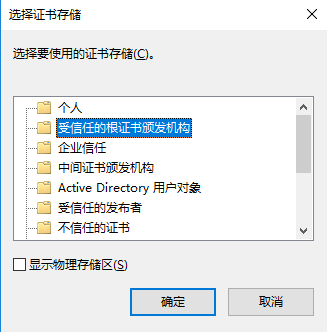 选择证书存储
选择要使用的证书存储(C)。
个人
受信任的根证书颁发机构
企业信任
中间证书颁发机构
Active Directory 用户对象
受信任的发布者
不信任的证书
显示物理存储区(S)
确定
取消